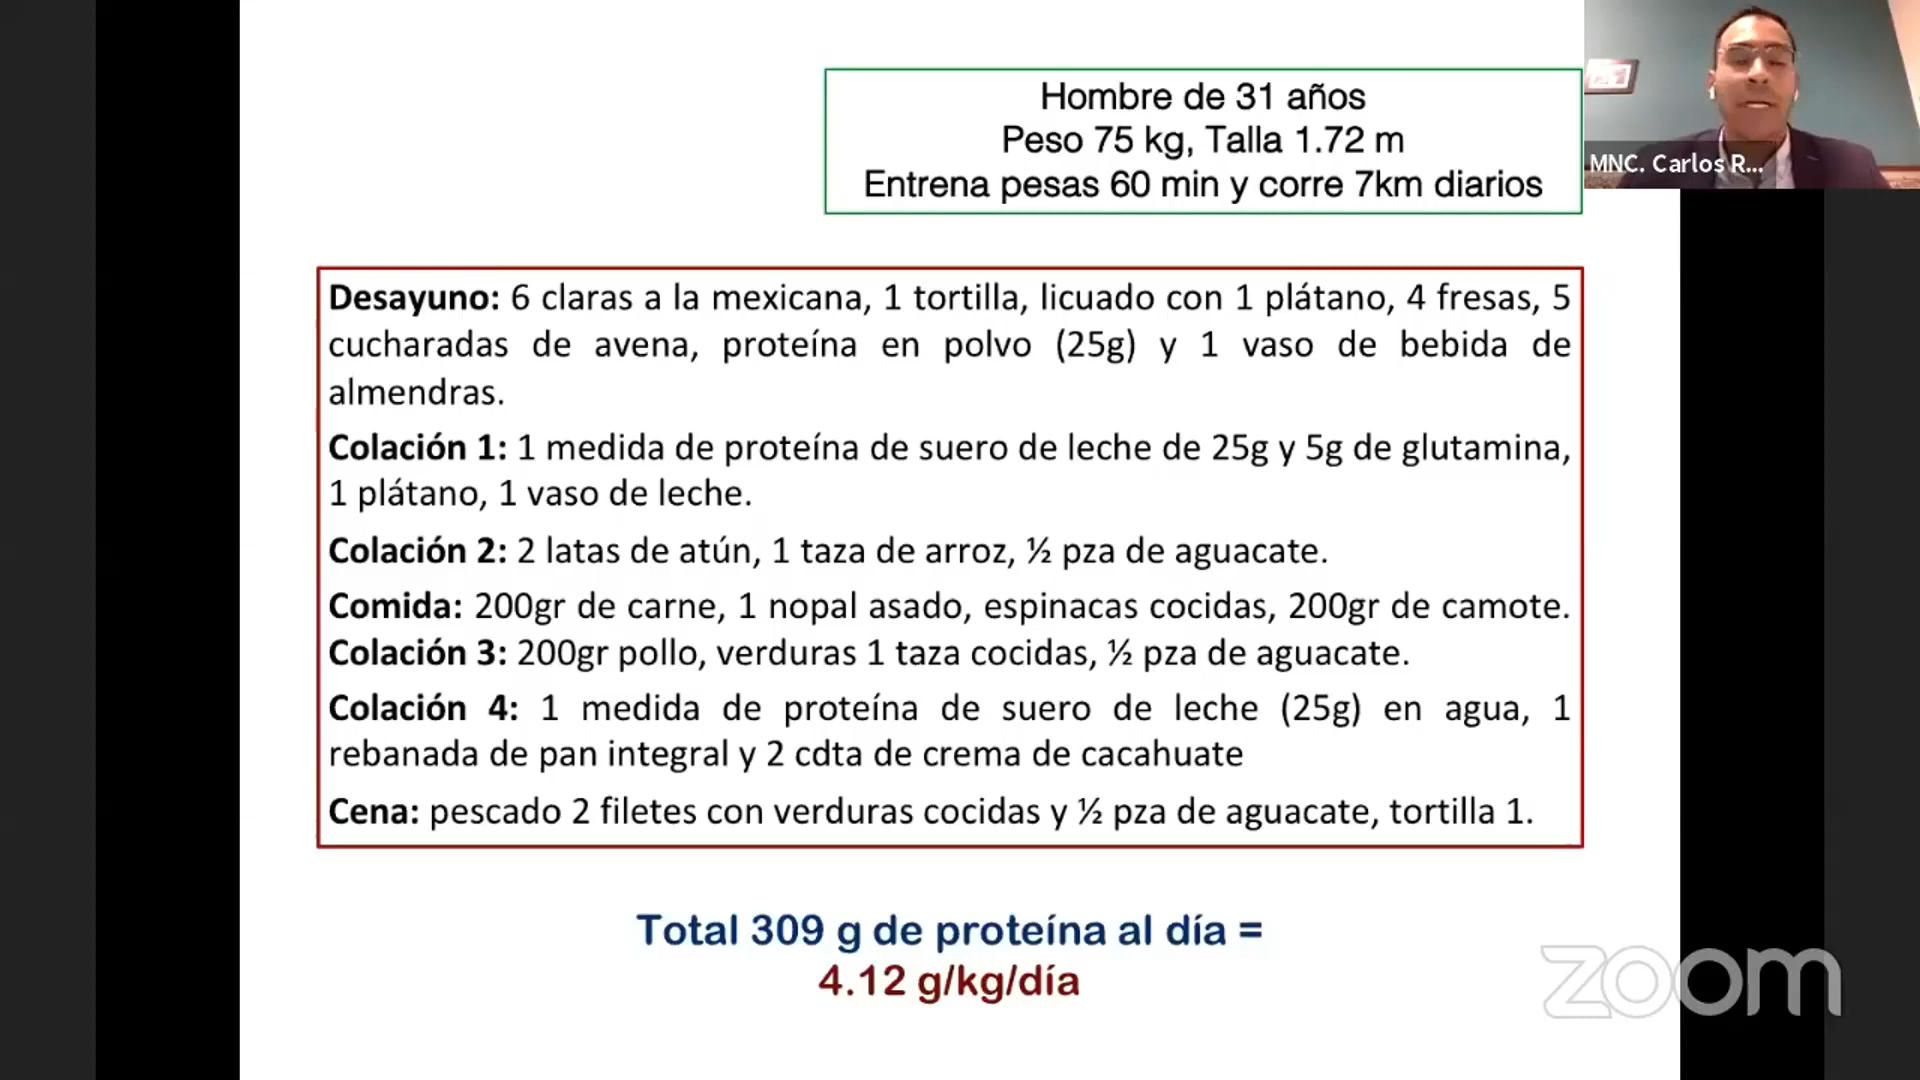 Hombre de 31 años
Peso 75 kg, Talla 1.72 m
Entrena pesas 60 min y corre 7km diarios
MNC. Carlos R...
Desayuno: 6 claras a la mexicana, 1 tortilla, licuado con 1 plátano, 4 fresas, 5
cucharadas de avena, proteína en polvo (25g) y 1 vaso de bebida de
almendras.
Colación 1: 1 medida de proteína de suero de leche de 25g y 5g de glutamina,
1 plátano, 1 vaso de leche.
Colación 2: 2 latas de atún, 1 taza de arroz, ½ pza de aguacate.
Comida: 200gr de carne, 1 nopal asado, espinacas cocidas, 200gr de camote.
Colación 3: 200gr pollo, verduras 1 taza cocidas, ½ pza de aguacate.
Colación 4: 1 medida de proteína de suero de leche (25g) en agua, 1
rebanada de pan integral y 2 cdta de crema de cacahuate
Cena: pescado 2 filetes con verduras cocidas y ½ pza de aguacate, tortilla 1.
Total 309 g de proteína al día =
4.12 g/kg/día
zoom